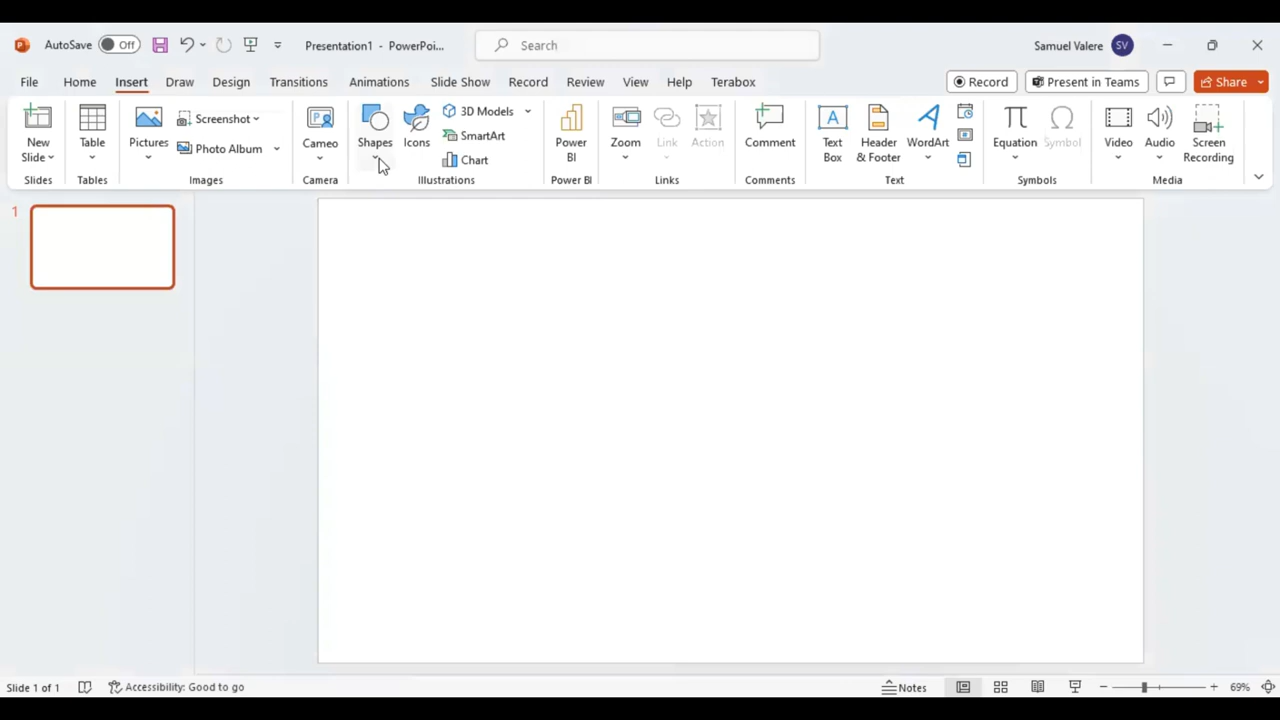 AutoSave Off Presentation1 - PowerPoi... Search Samuel Valere SV
File Home Insert Draw Design Transitions Animations Slide Show Record Review View Help Terabox Record Present in Teams Share
New Slide Table Pictures Screenshot Photo Album Cameo Shapes Icons 3D Models SmartArt Chart Power BI Zoom Link Action Comment Text Box Header & Footer WordArt Equation Symbol Video Audio Screen Recording
Slides Tables Images Camera Illustrations Power BI Links Comments Text Symbols Media
1
Slide 1 of 1 Accessibility: Good to go Notes 69%